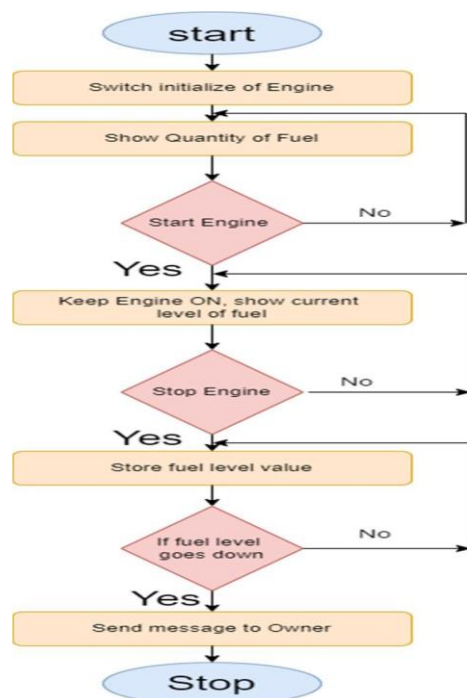 start
Switch initialize of Engine
Show Quantity of Fuel
Start Engine
No
Yes
Keep Engine ON, show current
level of fuel
Stop Engine
No
Yes
Store fuel level value
If fuel level
goes down
No
Yes
Send message to Owner
Stop